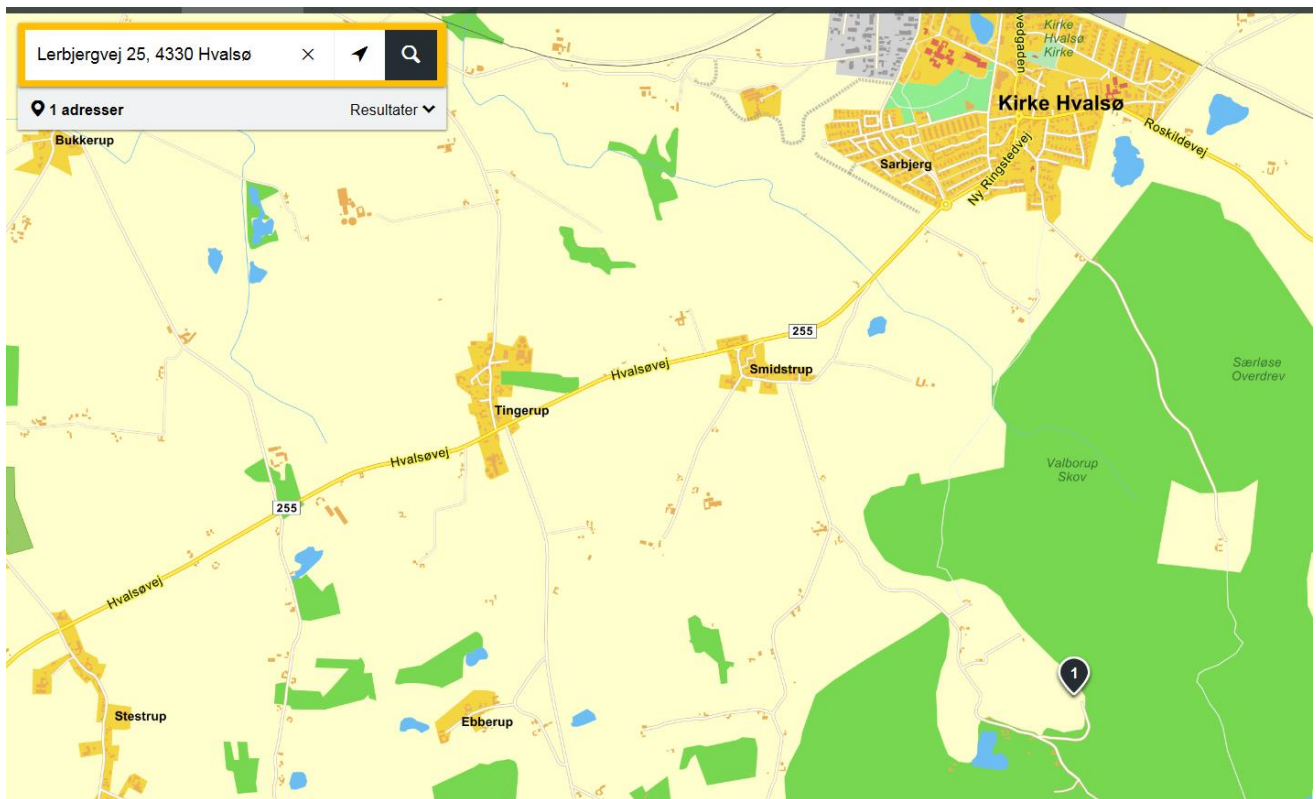 Lerbjergvej 25, 4330 Hvalsø
1 adresser
Resultater
Bukkerup
Kirke
Hvalsø
Kirke
Kirke Hvalsø
Roskildevej
Sarbjerg
Ny Ringstedvej
255
Hvalsøvej
Smidstrup
Særløse
Overdrev
Tingerup
Hvalsøvej
Valborup
Skov
255
Hvalsøvej
1
Stestrup
Ebberup